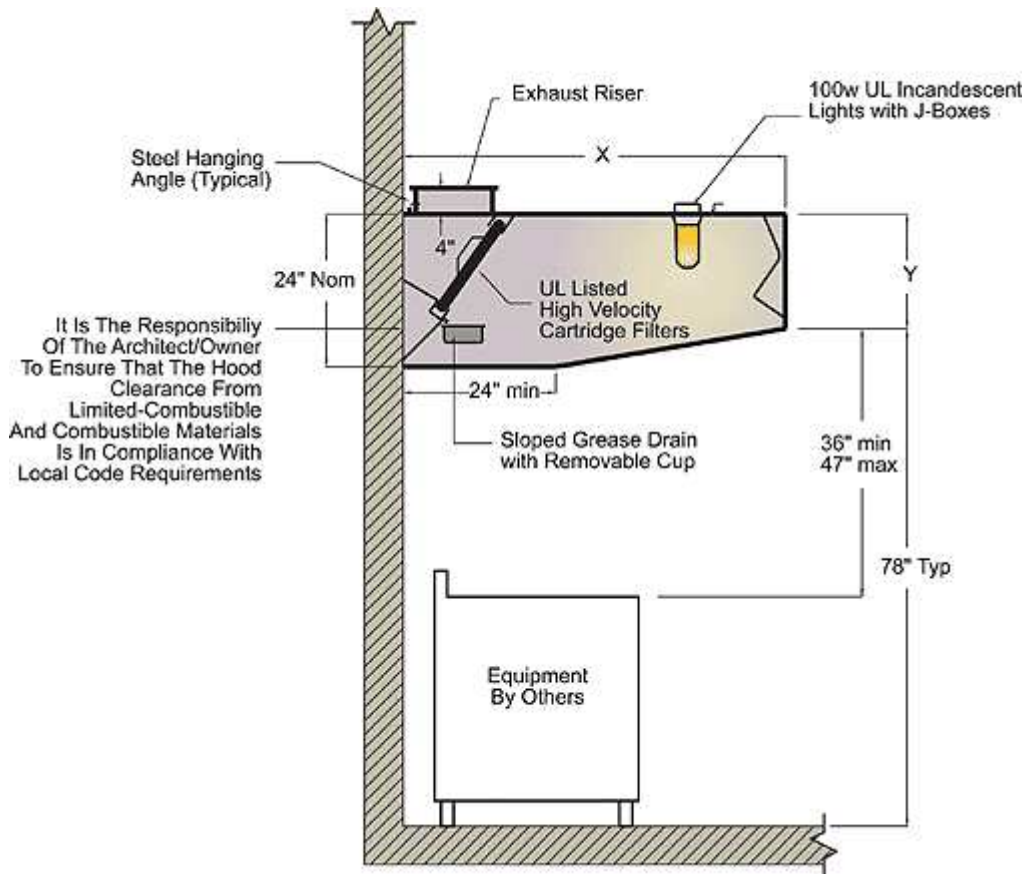 Exhaust Riser
100w UL Incandescent
Lights with J-Boxes
Steel Hanging
Angle (Typical)
X
4"
24" Nom
UL Listed
High Velocity
Cartridge Filters
Y
It Is The Responsibiliy
Of The Architect/Owner
To Ensure That The Hood
Clearance From
Limited-Combustible
And Combustible Materials
Is In Compliance With
Local Code Requirements
24" min
Sloped Grease Drain
with Removable Cup
36" min
47" max
78" Typ
Equipment
By Others